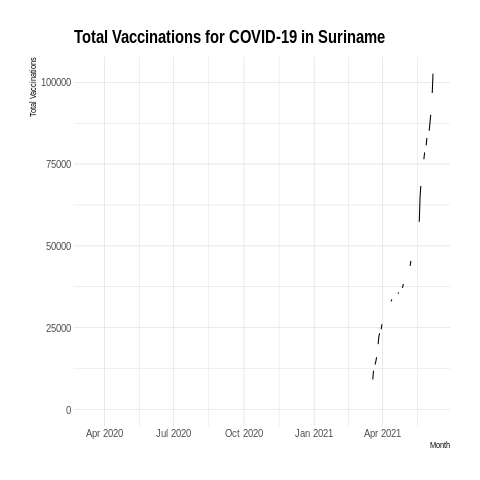 Total Vaccinations for COVID-19 in Suriname
Total Vaccinations
100000
75000
50000
25000
0
Apr 2020 Jul 2020 Oct 2020 Jan 2021 Apr 2021
Month